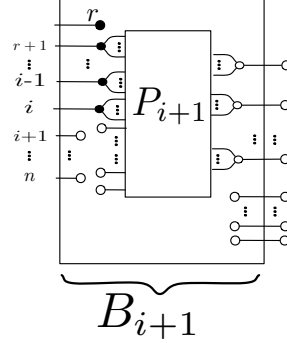 r
r+1
⋮ ⋮
i-1
i
P_{i+1}
i+1
⋮ ⋮
n
B_{i+1}